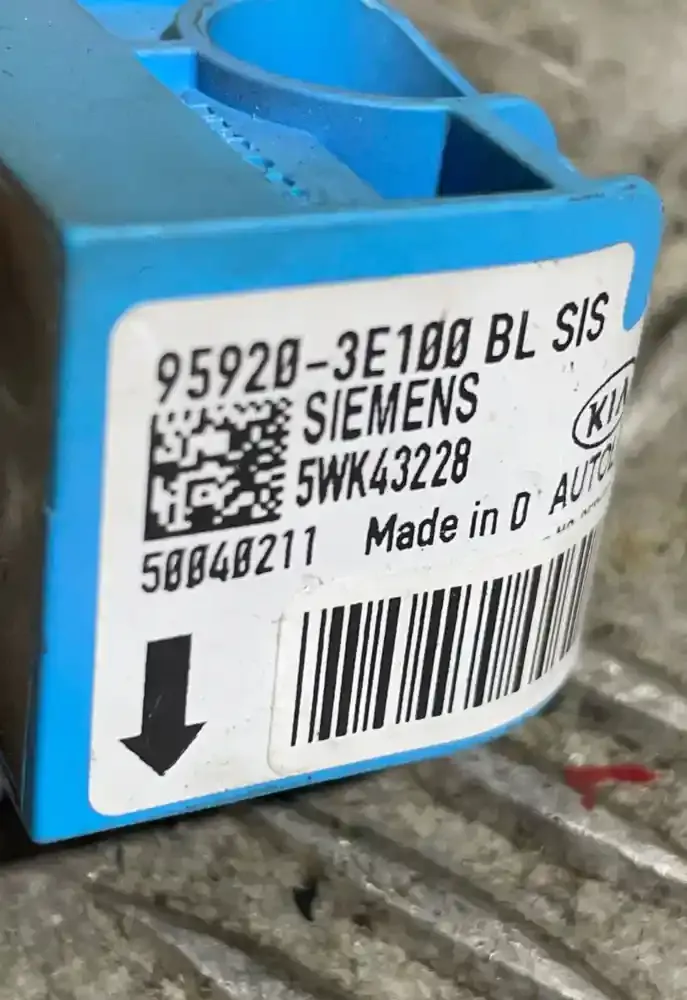 95920-3E100 BL SIS
SIEMENS
KIA
5WK43228
50040211
Made in D